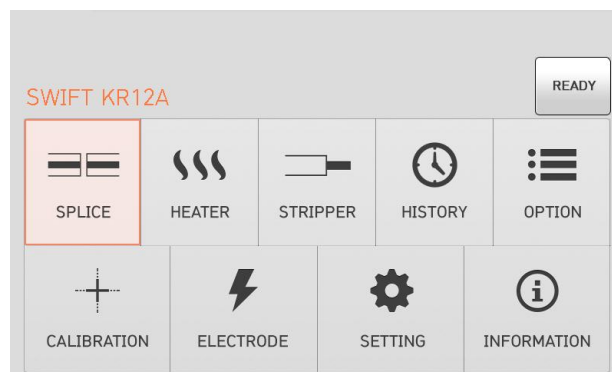 READY
SWIFT KR12A
SPLICE HEATER STRIPPER HISTORY OPTION
CALIBRATION ELECTRODE SETTING INFORMATION